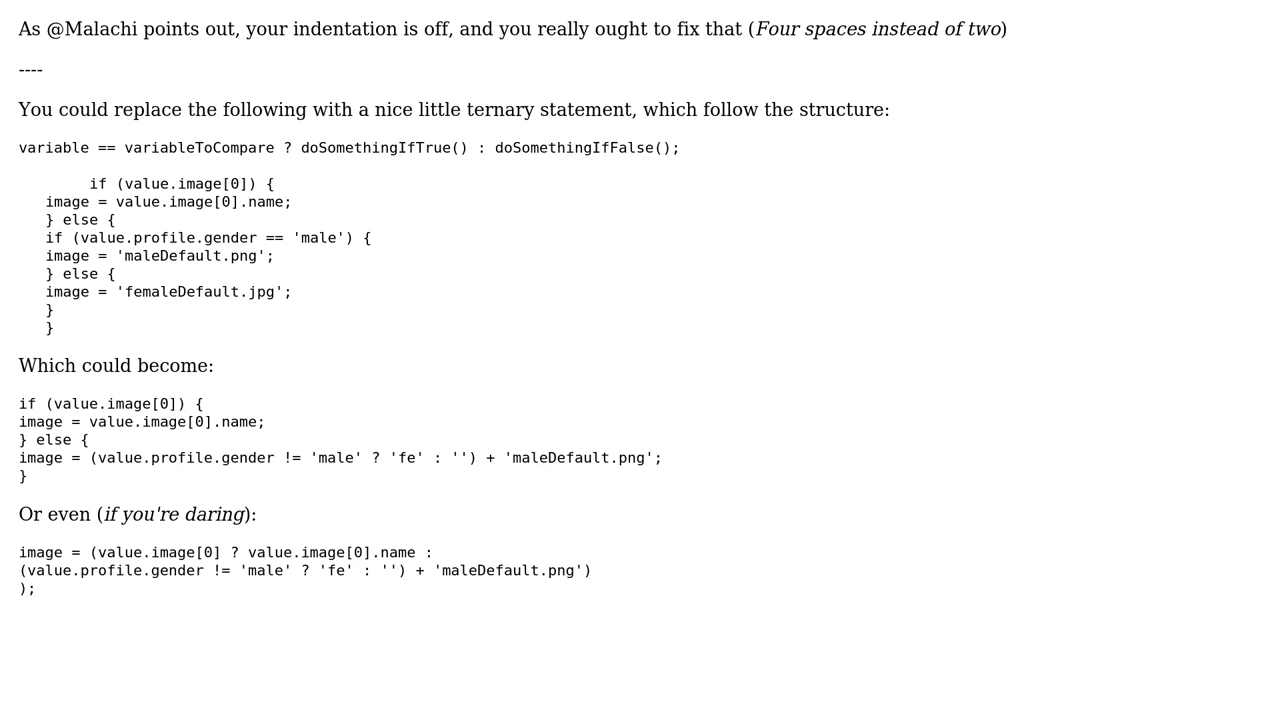 As @Malachi points out, your indentation is off, and you really ought to fix that (Four spaces instead of two)
----
You could replace the following with a nice little ternary statement, which follow the structure:
variable == variableToCompare ? doSomethingIfTrue() : doSomethingIfFalse();
        if (value.image[0]) {
   image = value.image[0].name;
   } else {
   if (value.profile.gender == 'male') {
   image = 'maleDefault.png';
   } else {
   image = 'femaleDefault.jpg';
   }
   }
Which could become:
if (value.image[0]) {
image = value.image[0].name;
} else {
image = (value.profile.gender != 'male' ? 'fe' : '') + 'maleDefault.png';
}
Or even (if you're daring):
image = (value.image[0] ? value.image[0].name :
(value.profile.gender != 'male' ? 'fe' : '') + 'maleDefault.png')
);